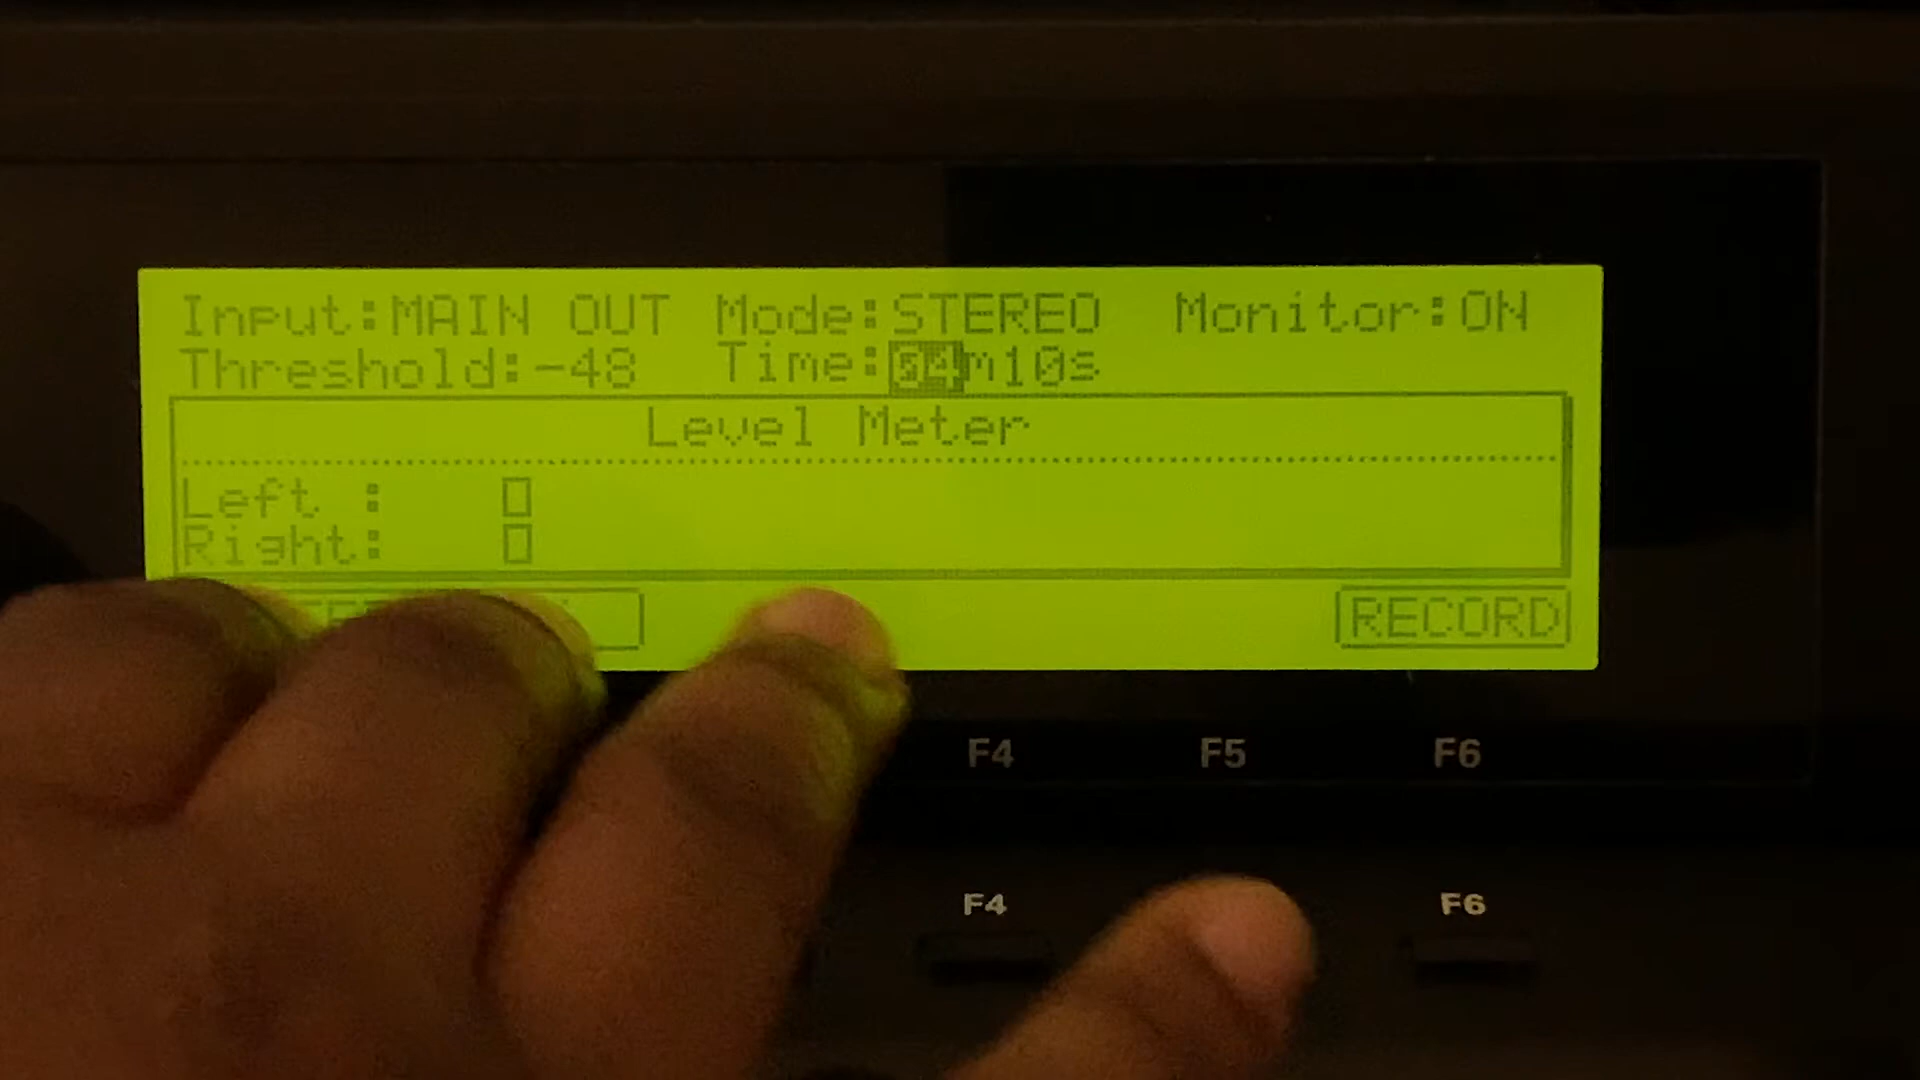 Input:MAIN OUT Mode:STEREO Monitor:ON
Threshold:-48 Time:54m10s
Level Meter
Left :
Right:
RECORD
F4 F5 F6
F4 F6